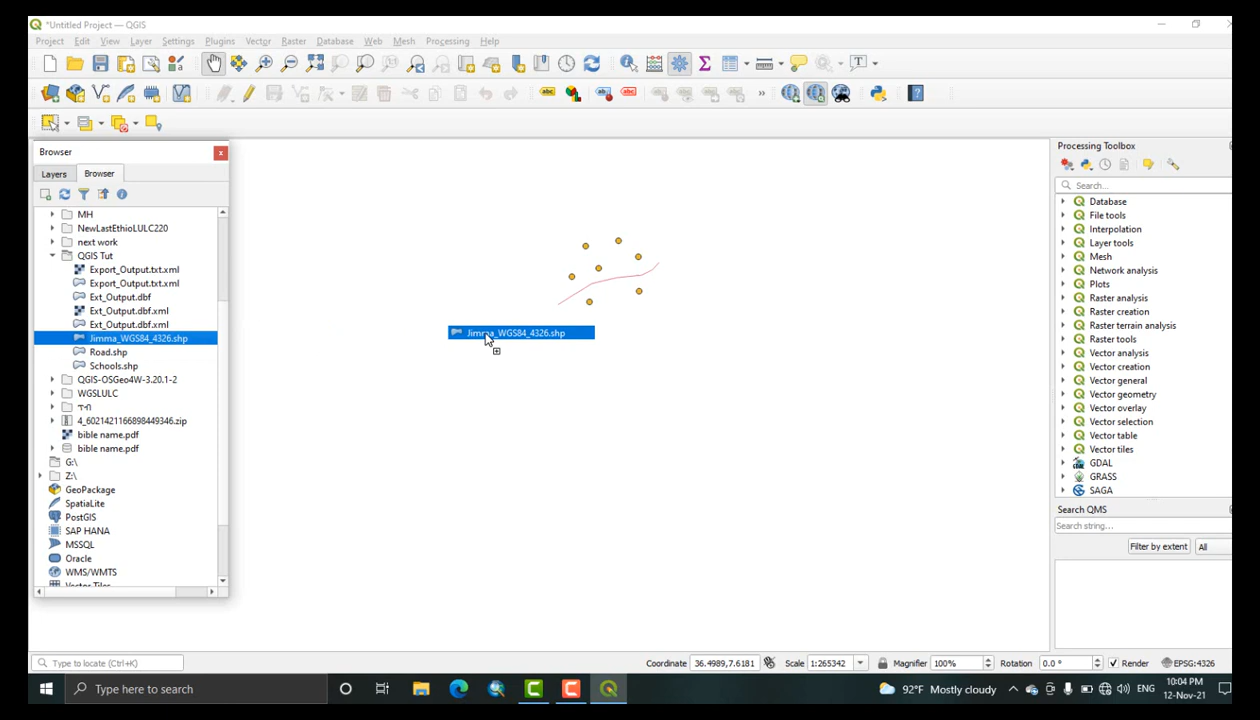 *Untitled Project — QGIS
Project Edit View Layer Settings Plugins Vector Raster Database Web Mesh Processing Help
Browser
Layers Browser
MH
NewLastEthioLULC220
next work
QGIS Tut
Export_Output.txt.xml
Export_Output.txt.xml
Ext_Output.dbf
Ext_Output.dbf.xml
Ext_Output.dbf.xml
Jimma_WGS84_4326.shp
Road.shp
Schools.shp
QGIS-OSGeo4W-3.20.1-2
WGSLULC
4_6021421166898449346.zip
bible name.pdf
bible name.pdf
G:\
Z:\
GeoPackage
SpatiaLite
PostGIS
SAP HANA
MSSQL
Oracle
WMS/WMTS
Vector Tiles
Jimma_WGS84_4326.shp
Processing Toolbox
Search...
Database
File tools
Interpolation
Layer tools
Mesh
Network analysis
Plots
Raster analysis
Raster creation
Raster terrain analysis
Raster tools
Vector analysis
Vector creation
Vector general
Vector geometry
Vector overlay
Vector selection
Vector table
Vector tiles
GDAL
GRASS
SAGA
Search QMS
Search string...
Filter by extent All
Type to locate (Ctrl+K) Coordinate 36.4989,7.6181 Scale 1:265342 Magnifier 100% Rotation 0.0 ° Render EPSG:4326
Type here to search 92°F Mostly cloudy ENG 10:04 PM
12-Nov-21